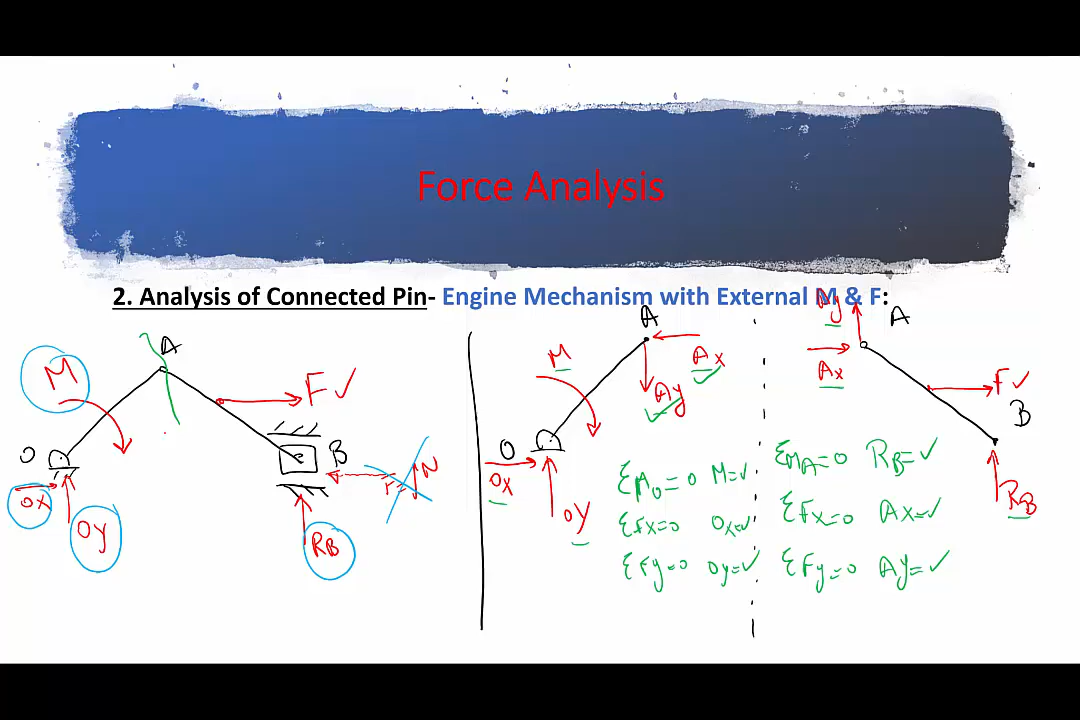 Force Analysis
2. Analysis of Connected Pin- Engine Mechanism with External M & F:
A
M
F✓
O
B
N
Ox
Oy
RB
A
M
Ax
Ay
O
Ox
Oy
ΣMo=0 M=✓
ΣFx=0 Ox=✓
ΣFy=0 Oy=✓
Ay
A
Ax
F✓
B
RB
ΣMA=0 RB=✓
ΣFx=0 Ax=✓
ΣFy=0 Ay=✓